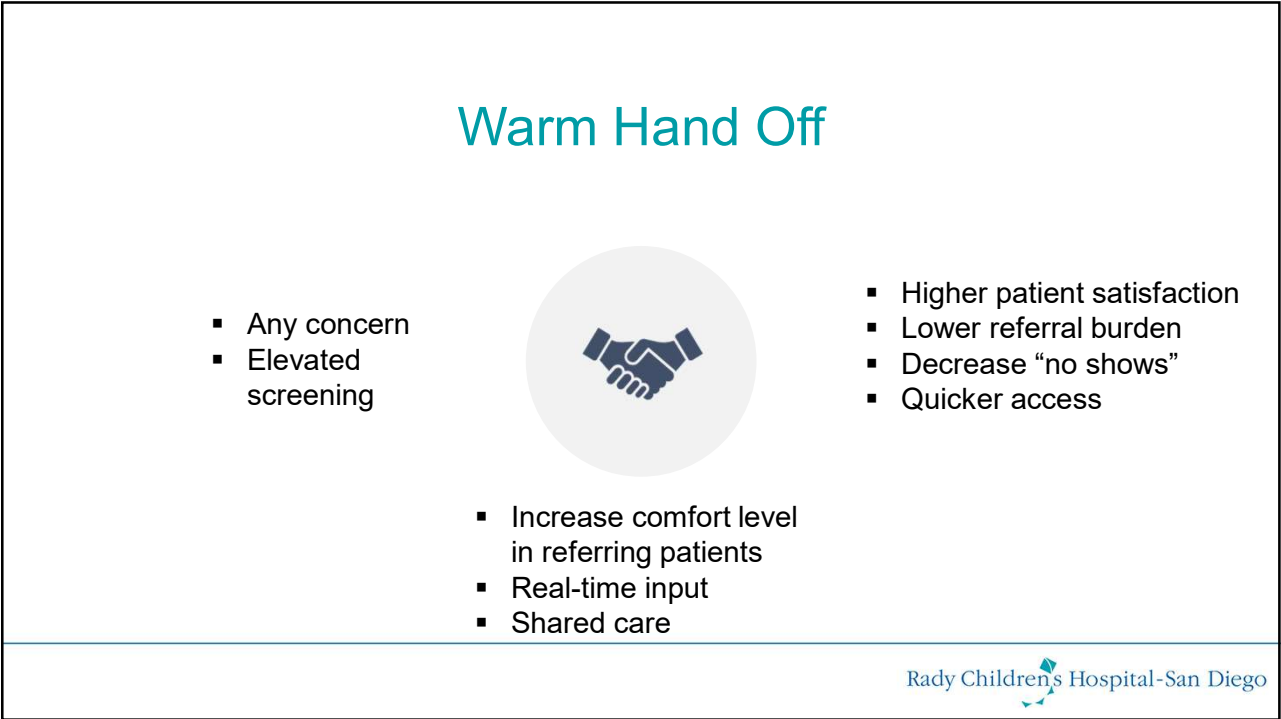 Warm Hand Off
▪ Any concern
▪ Elevated
screening
▪ Higher patient satisfaction
▪ Lower referral burden
▪ Decrease “no shows”
▪ Quicker access
▪ Increase comfort level
in referring patients
▪ Real-time input
▪ Shared care
Rady Children's Hospital-San Diego